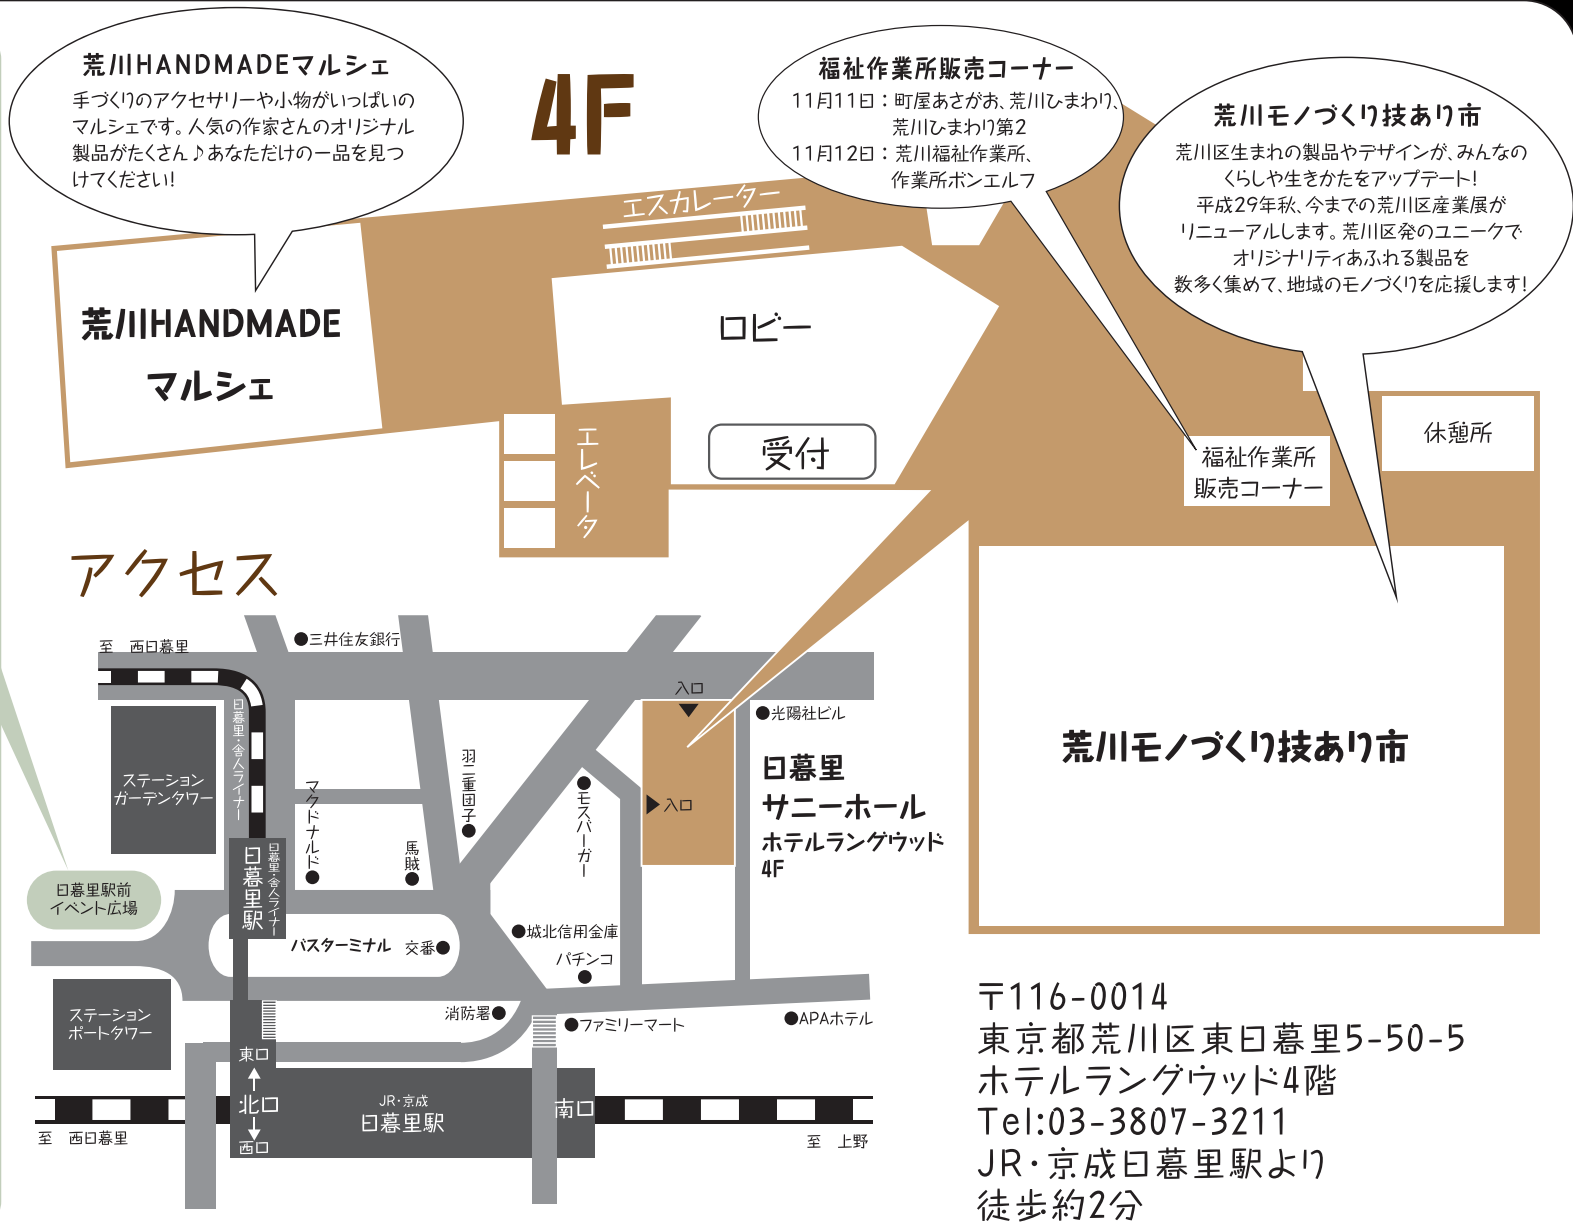 荒川HANDMADEマルシェ
手づくりのアクセサリーや小物がいっぱいの
マルシェです。人気の作家さんのオリジナル
製品がたくさん♪あなただけの一品を見つ
けてください!
4F
福祉作業所販売コーナー
11月11日：町屋あさがお、荒川ひまわり、
荒川ひまわり第2
11月12日：荒川福祉作業所、
作業所ボンエルフ
荒川モノづくり技あり市
荒川区生まれの製品やデザインが、みんなの
くらしや生きかたをアップデート!
平成29年秋、今までの荒川区産業展が
リニューアルします。荒川区発のユニークで
オリジナリティあふれる製品を
数多く集めて、地域のモノづくりを応援します!
エスカレーター
荒川HANDMADE
マルシェ
ロビー
受付
エレベータ
福祉作業所
販売コーナー
休憩所
荒川モノづくり技あり市
アクセス
至　西日暮里
三井住友銀行
日暮里・舎人ライナー
ステーション
ガーデンタワー
マクドナルド
羽二重団子
馬賊
モスバーガー
入口
入口
光陽社ビル
日暮里
サニーホール
ホテルラングウッド
4F
日暮里駅
日暮里・舎人ライナー
日暮里駅前
イベント広場
バスターミナル
交番
城北信用金庫
パチンコ
消防署
ファミリーマート
APAホテル
ステーション
ポートタワー
東口
北口
西口
JR・京成
日暮里駅
南口
至　西日暮里
至　上野
〒116-0014
東京都荒川区東日暮里5-50-5
ホテルラングウッド4階
Tel:03-3807-3211
JR・京成日暮里駅より
徒歩約2分